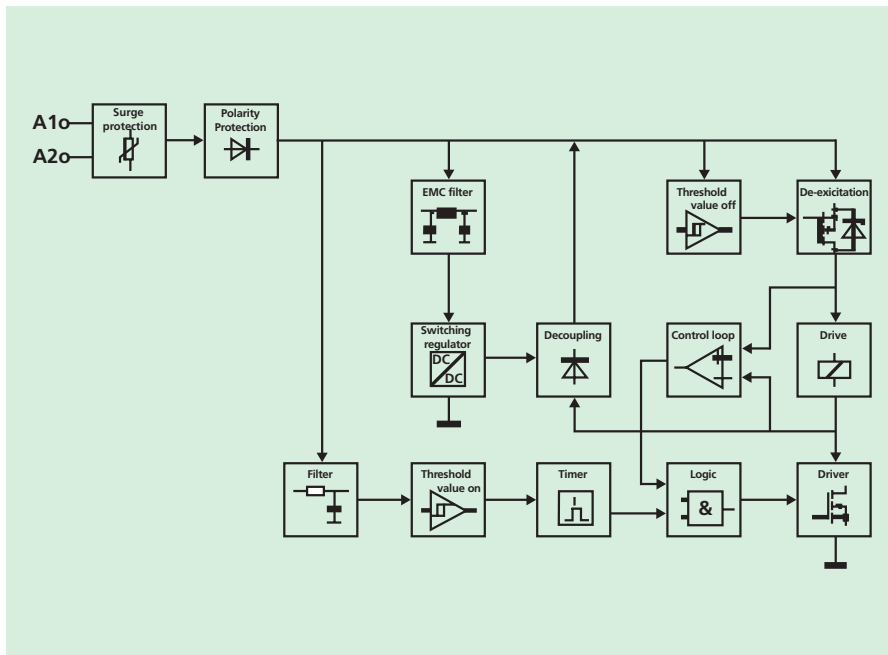 Surge
protection
Polarity
Protection
A1o
A2o
EMC filter
Threshold
value off
De-exicitation
Switching
regulator
DC
DC
Decoupling
Control loop
Drive
Filter
Threshold
value on
Timer
Logic
&
Driver